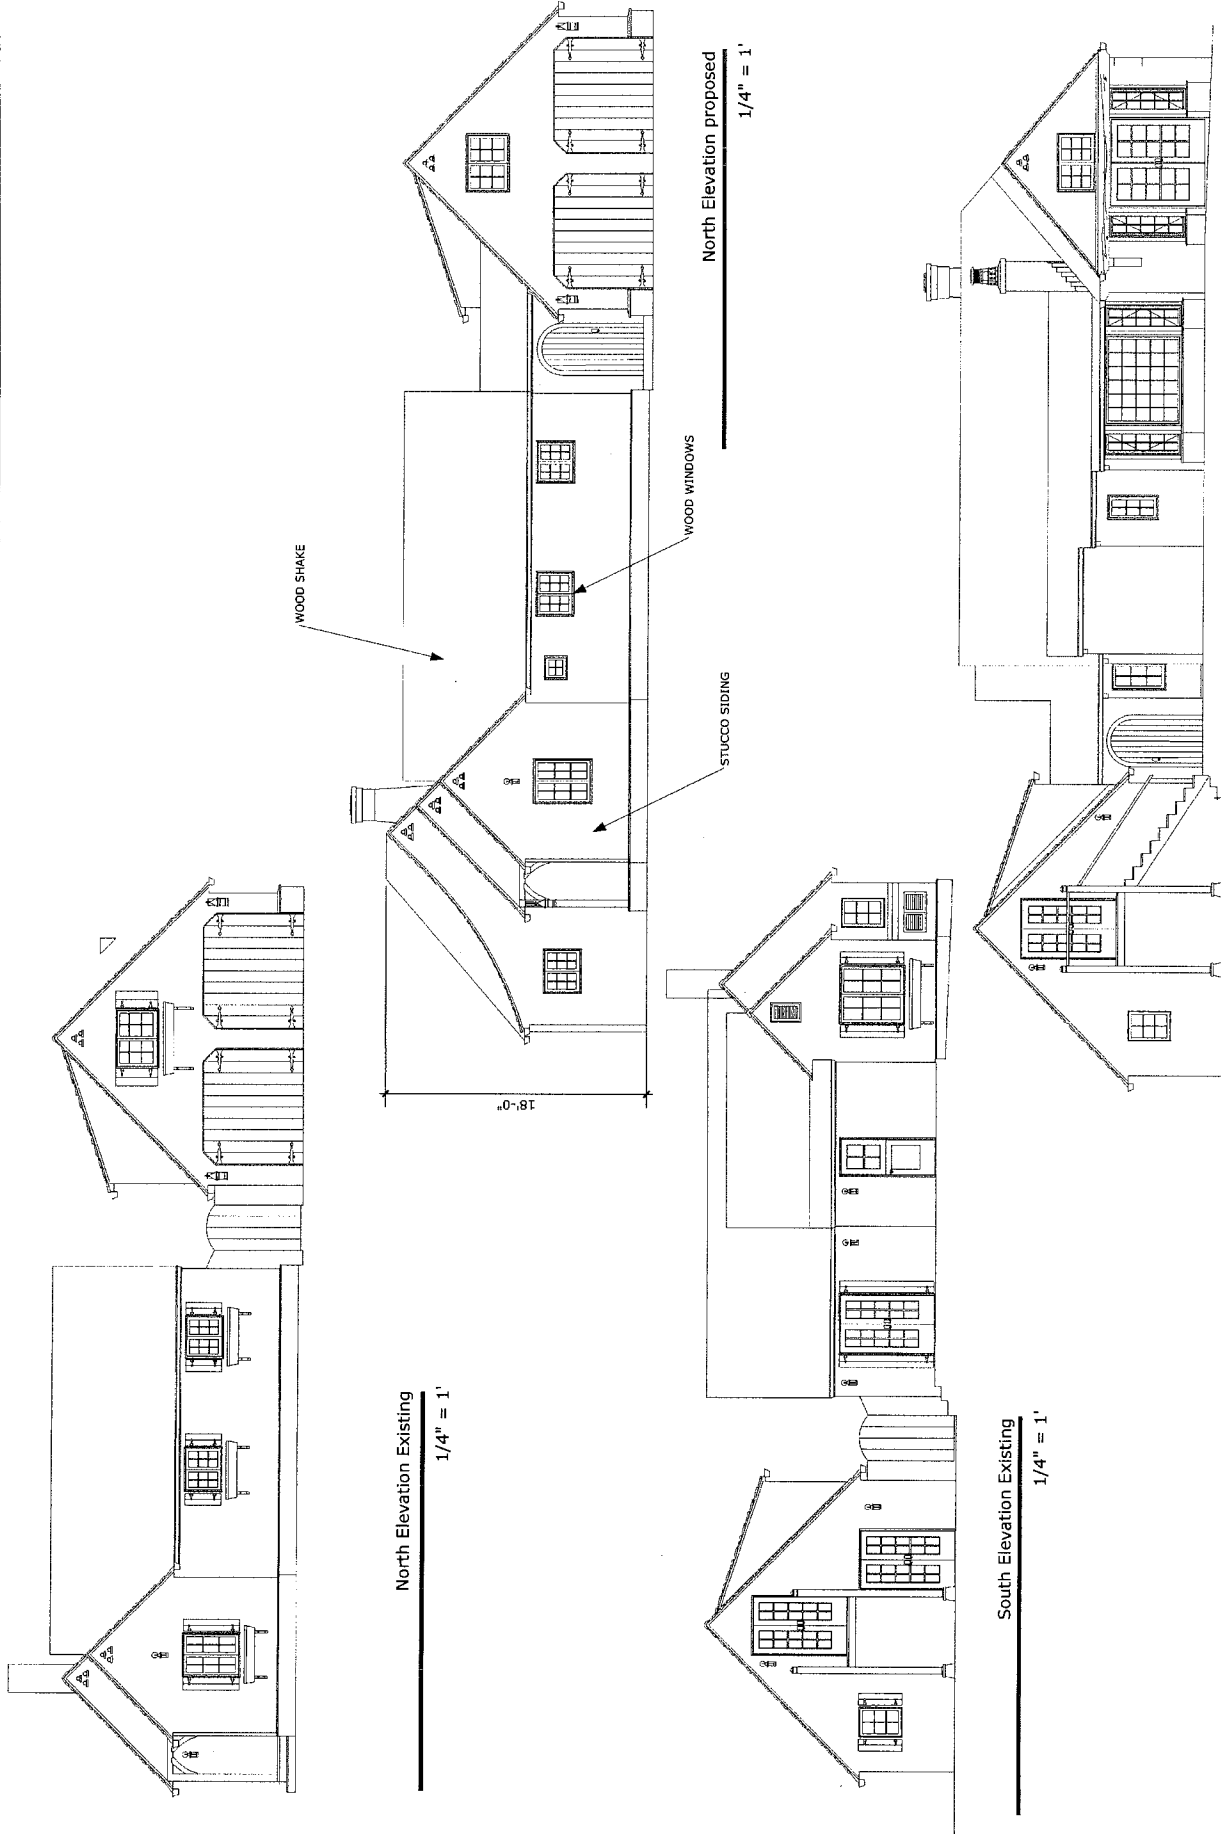 North Elevation Existing
1/4" = 1'
WOOD SHAKE
18'-0"
STUCCO SIDING
WOOD WINDOWS
North Elevation proposed
1/4" = 1'
South Elevation Existing
1/4" = 1'